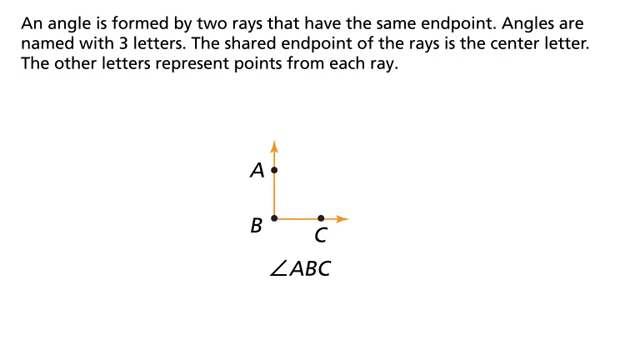 An angle is formed by two rays that have the same endpoint. Angles are
named with 3 letters. The shared endpoint of the rays is the center letter.
The other letters represent points from each ray.
A
B
C
∠ABC